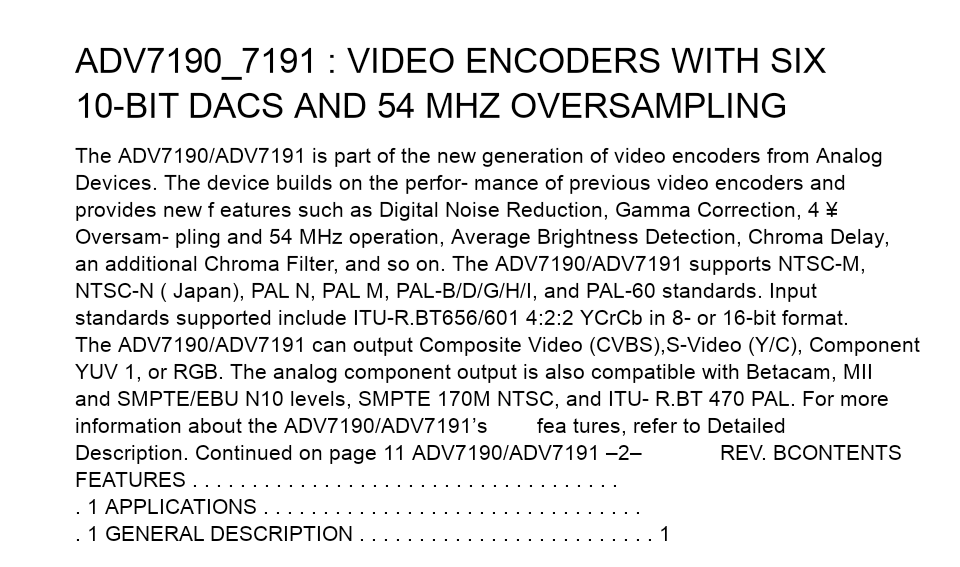 ADV7190_7191 : VIDEO ENCODERS WITH SIX
10-BIT DACS AND 54 MHZ OVERSAMPLING
The ADV7190/ADV7191 is part of the new generation of video encoders from Analog
Devices. The device builds on the perfor- mance of previous video encoders and
provides new f eatures such as Digital Noise Reduction, Gamma Correction, 4 ¥
Oversam- pling and 54 MHz operation, Average Brightness Detection, Chroma Delay,
an additional Chroma Filter, and so on. The ADV7190/ADV7191 supports NTSC-M,
NTSC-N ( Japan), PAL N, PAL M, PAL-B/D/G/H/I, and PAL-60 standards. Input
standards supported include ITU-R.BT656/601 4:2:2 YCrCb in 8- or 16-bit format.
The ADV7190/ADV7191 can output Composite Video (CVBS),S-Video (Y/C), Component
YUV 1, or RGB. The analog component output is also compatible with Betacam, MII
and SMPTE/EBU N10 levels, SMPTE 170M NTSC, and ITU- R.BT 470 PAL. For more
information about the ADV7190/ADV7191’s fea tures, refer to Detailed
Description. Continued on page 11 ADV7190/ADV7191 –2– REV. BCONTENTS
FEATURES . . . . . . . . . . . . . . . . . . . . . . . . . . . . . . . . . . . .
. 1 APPLICATIONS . . . . . . . . . . . . . . . . . . . . . . . . . . . . . . . .
. 1 GENERAL DESCRIPTION . . . . . . . . . . . . . . . . . . . . . . . . . 1